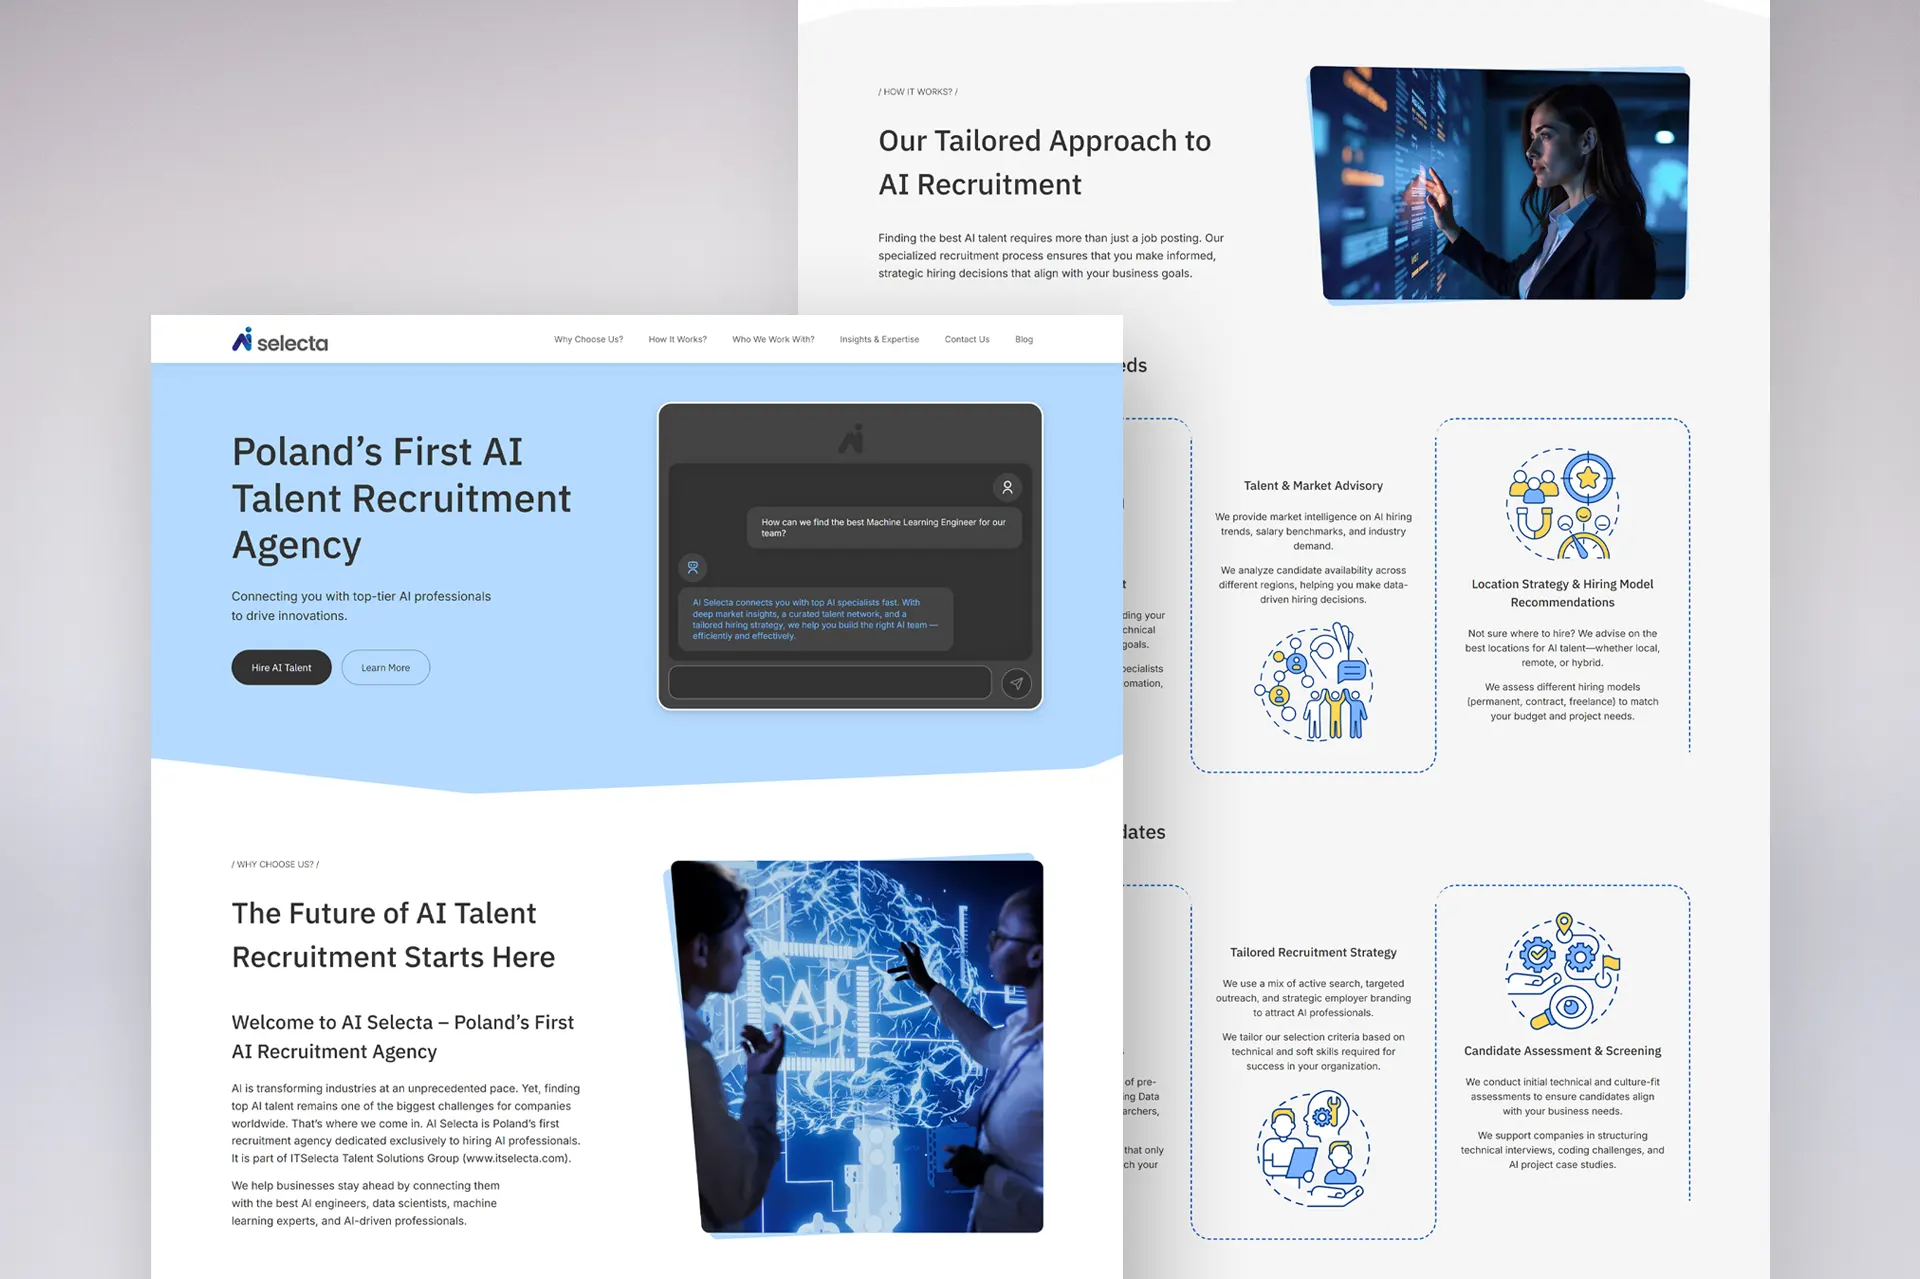 selecta
Why Choose Us?
How It Works?
Who We Work With?
Insights & Expertise
Contact Us
Blog
Poland’s First AI
Talent Recruitment
Agency
Connecting you with top-tier AI professionals
to drive innovations.
Hire AI Talent
Learn More
How can we find the best Machine Learning Engineer for our
team?
AI Selecta connects you with top AI specialists fast. With
deep market insights, a curated talent network, and a
tailored hiring strategy, we help you build the right AI team —
efficiently and effectively.
/ WHY CHOOSE US? /
The Future of AI Talent
Recruitment Starts Here
Welcome to AI Selecta – Poland’s First
AI Recruitment Agency
AI is transforming industries at an unprecedented pace. Yet, finding
top AI talent remains one of the biggest challenges for companies
worldwide. That’s where we come in. AI Selecta is Poland’s first
recruitment agency dedicated exclusively to hiring AI professionals.
It is part of ITSelecta Talent Solutions Group (www.itselecta.com).
We help businesses stay ahead by connecting them
with the best AI engineers, data scientists, machine
learning experts, and AI-driven professionals.
AI
/ HOW IT WORKS? /
Our Tailored Approach to
AI Recruitment
Finding the best AI talent requires more than just a job posting. Our
specialized recruitment process ensures that you make informed,
strategic hiring decisions that align with your business goals.
eds
t
ding your
chnical
goals.
pecialists
omation,
Talent & Market Advisory
We provide market intelligence on AI hiring
trends, salary benchmarks, and industry
demand.
We analyze candidate availability across
different regions, helping you make data-
driven hiring decisions.
Location Strategy & Hiring Model
Recommendations
Not sure where to hire? We advise on the
best locations for AI talent—whether local,
remote, or hybrid.
We assess different hiring models
(permanent, contract, freelance) to match
your budget and project needs.
dates
of pre-
ng Data
archers,
that only
ch your
Tailored Recruitment Strategy
We use a mix of active search, targeted
outreach, and strategic employer branding
to attract AI professionals.
We tailor our selection criteria based on
technical and soft skills required for
success in your organization.
Candidate Assessment & Screening
We conduct initial technical and culture-fit
assessments to ensure candidates align
with your business needs.
We support companies in structuring
technical interviews, coding challenges, and
AI project case studies.